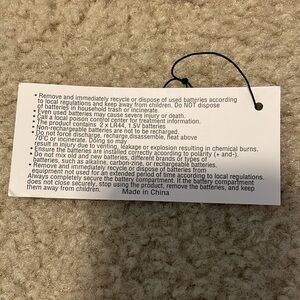 • Remove and immediately recycle or dispose of used batteries according
to local regulations and keep away from children. Do NOT dispose
of batteries in household trash or incinerate.
• Even used batteries may cause severe injury or death.
• Call a local poison control center for treatment information.
• The product contains: 2 x LR44, 1.5V batteries
• Non-rechargeable batteries are not to be recharged.
• Do not force discharge, recharge,disassemble, heat above
70°C or incinerate. Doing so may
result in injury due to venting, leakage or explosion resulting in chemical burns.
• Ensure the batteries are installed correctly according to polarity (+ and-).
• Do not mix old and new batteries, different brands or types of
batteries, such as alkaline, carbon-zinc, or rechargeable batteries.
• Remove and immediately recycle or dispose of batteries from
equipment not used for an extended period of time according to local regulations.
Always completely secure the battery compartment. If the battery compartment
does not close securely, stop using the product, remove the batteries, and keep
them away from children.
Made in China